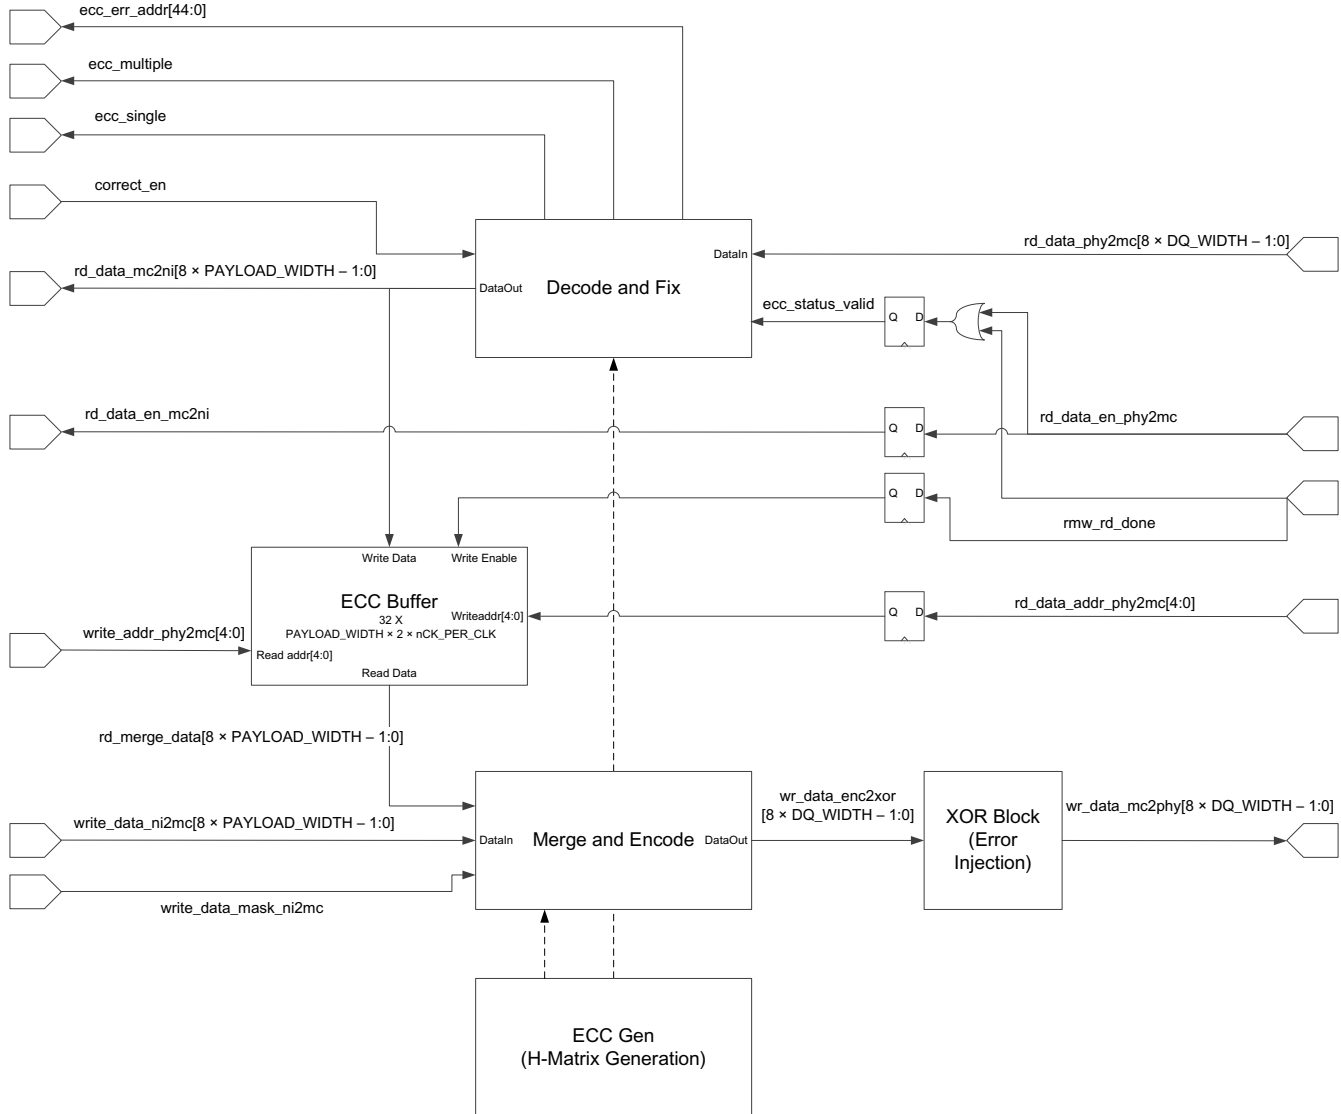 ecc_err_addr[44:0]
ecc_multiple
ecc_single
correct_en
rd_data_phy2mc[8 × DQ_WIDTH – 1:0]
DataIn
rd_data_mc2ni[8 × PAYLOAD_WIDTH – 1:0]
DataOut
Decode and Fix
ecc_status_valid
Q D
rd_data_en_mc2ni
Q D
rd_data_en_phy2mc
Q D
rmw_rd_done
Write Data
Write Enable
ECC Buffer
32 X
PAYLOAD_WIDTH × 2 × nCK_PER_CLK
Writeaddr[4:0]
Q D
rd_data_addr_phy2mc[4:0]
write_addr_phy2mc[4:0]
Read addr[4:0]
Read Data
rd_merge_data[8 × PAYLOAD_WIDTH – 1:0]
write_data_ni2mc[8 × PAYLOAD_WIDTH – 1:0]
DataIn
Merge and Encode
DataOut
wr_data_enc2xor
[8 × DQ_WIDTH – 1:0]
XOR Block
(Error
Injection)
wr_data_mc2phy[8 × DQ_WIDTH – 1:0]
write_data_mask_ni2mc
ECC Gen
(H-Matrix Generation)